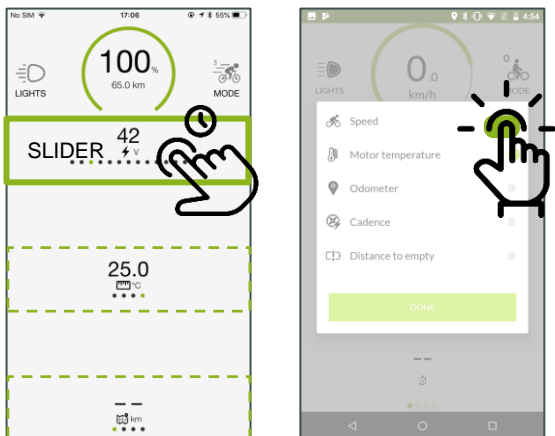 No SIM 17:06 55%
100%
65.0 km
LIGHTS
3
MODE
SLIDER
42
V
25.0
°C
--
km
4:54
0.0
km/h
LIGHTS
0
MODE
Speed
Motor temperature
Odometer
Cadence
Distance to empty
DONE
--